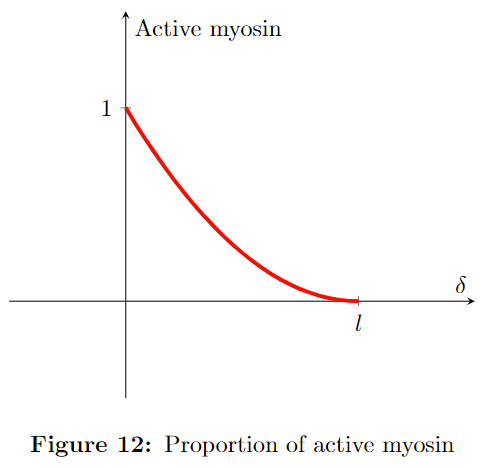 Active myosin
1
δ
l
Figure 12: Proportion of active myosin